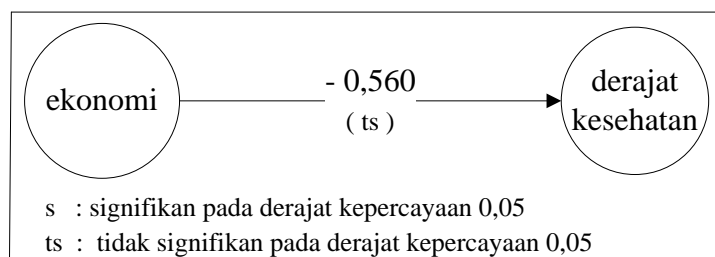 ekonomi
- 0,560
( ts )
derajat
kesehatan
s : signifikan pada derajat kepercayaan 0,05
ts : tidak signifikan pada derajat kepercayaan 0,05